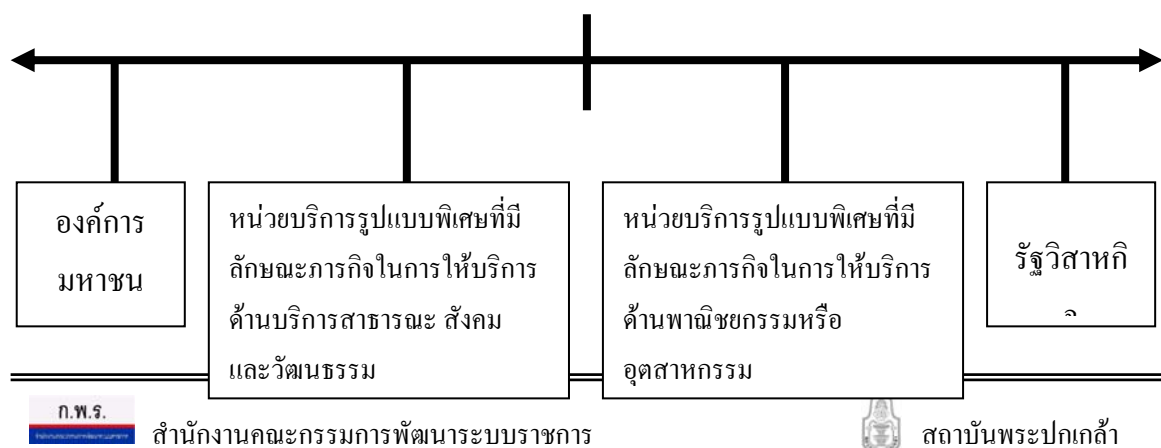 องค์การ
มหาชน
หน่วยบริการรูปแบบพิเศษที่มี
ลักษณะภารกิจในการให้บริการ
ด้านบริการสาธารณะ สังคม
และวัฒนธรรม
หน่วยบริการรูปแบบพิเศษที่มี
ลักษณะภารกิจในการให้บริการ
ด้านพาณิชยกรรมหรือ
อุตสาหกรรม
รัฐวิสาหกิ
ก.พ.ร.
สำนักงานคณะกรรมการพัฒนาระบบราชการ
สถาบันพระปกเกล้า